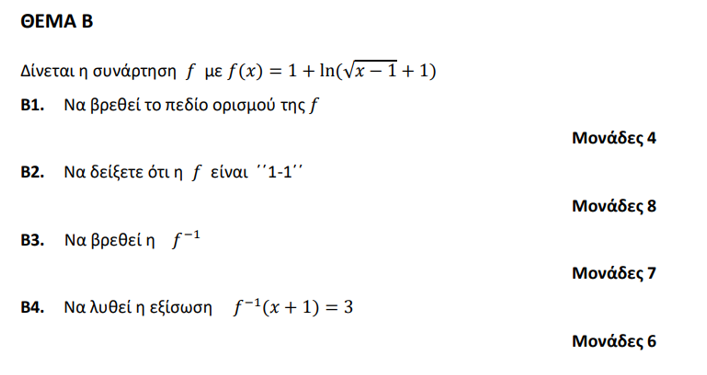 ΘΕΜΑ Β
Δίνεται η συνάρτηση f με f(x) = 1 + ln(√x − 1 + 1)
Β1. Να βρεθεί το πεδίο ορισμού της f
Μονάδες 4
Β2. Να δείξετε ότι η f είναι ΄΄1-1΄΄
Μονάδες 8
Β3. Να βρεθεί η f⁻¹
Μονάδες 7
Β4. Να λυθεί η εξίσωση f⁻¹(x + 1) = 3
Μονάδες 6